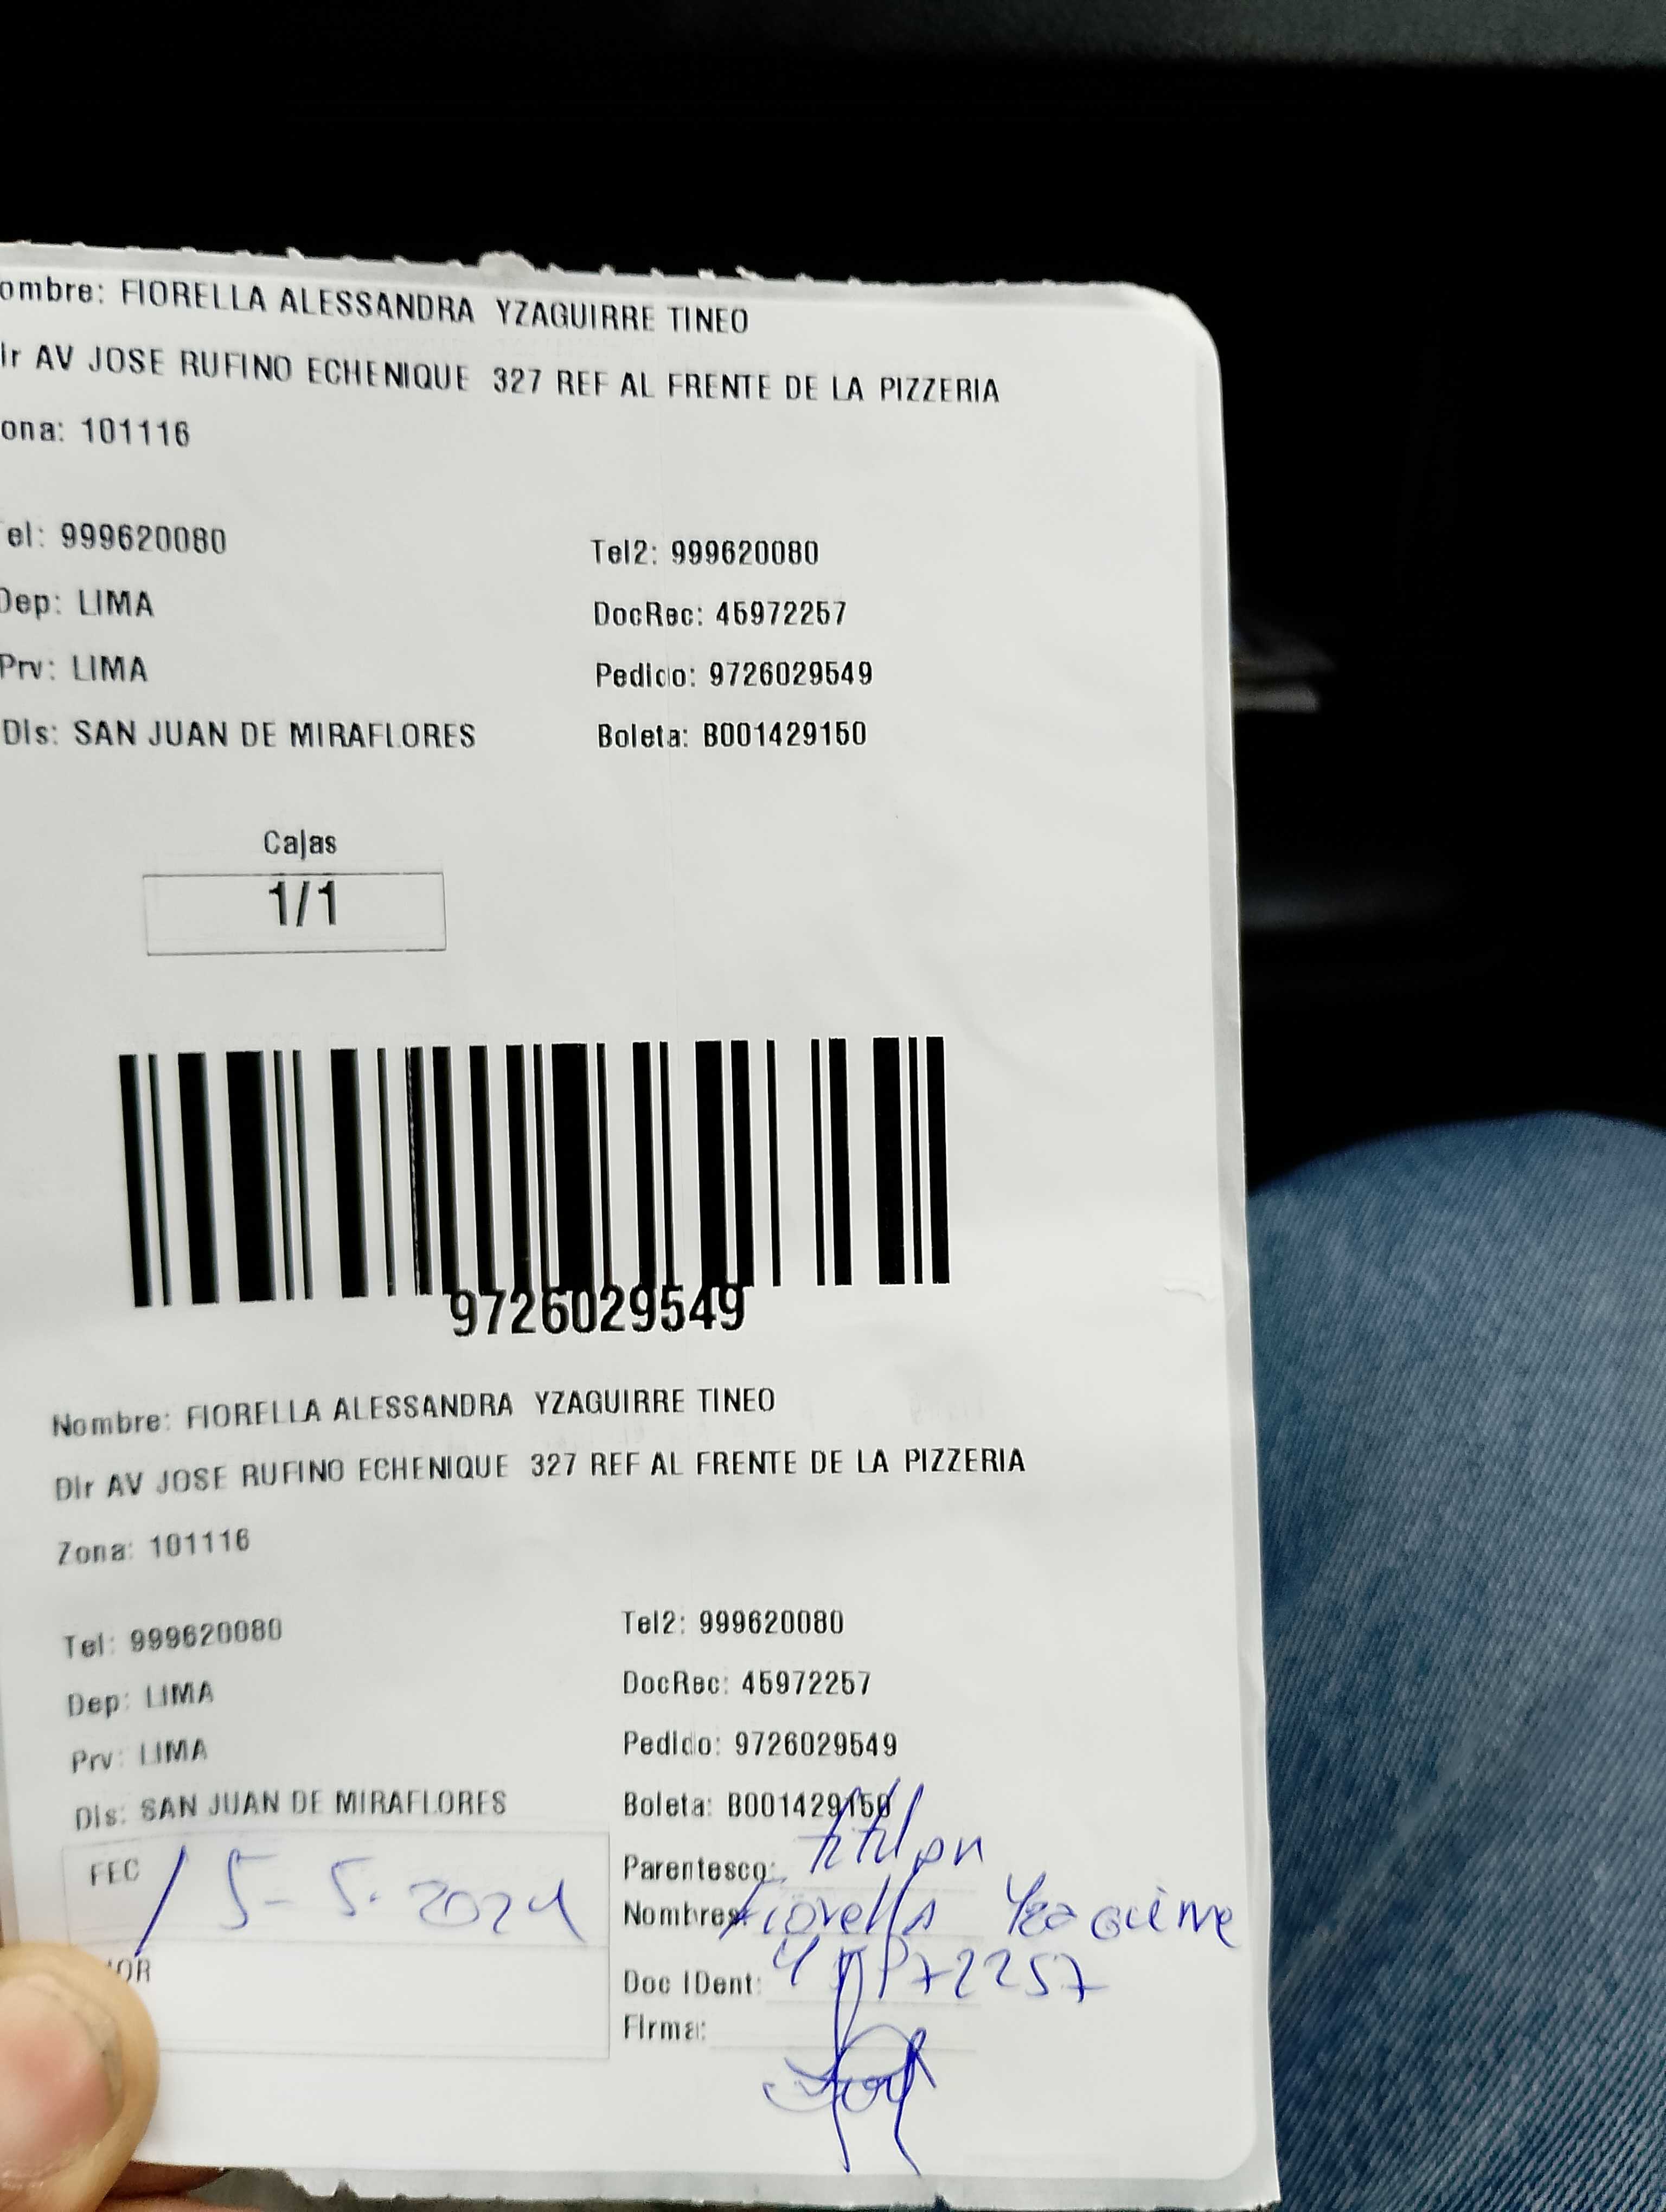 ombre: FIORELLA ALESSANDRA YZAGUIRRE TINEO
Ir AV JOSE RUFINO ECHENIQUE 327 REF AL FRENTE DE LA PIZZERIA
ona: 101116
el: 999620080 Tel2: 999620080
Dep: LIMA DocRec: 45972257
Prv: LIMA Pedido: 9726029549
Dis: SAN JUAN DE MIRAFLORES Boleta: B001429150
Cajas
1/1
9726029549
Nombre: FIORELLA ALESSANDRA YZAGUIRRE TINEO
Dir AV JOSE RUFINO ECHENIQUE 327 REF AL FRENTE DE LA PIZZERIA
Zona: 101116
Tel: 999620080 Tel2: 999620080
Dep: LIMA DocRec: 45972257
Prv: LIMA Pedido: 9726029549
Dis: SAN JUAN DE MIRAFLORES Boleta: B001429150
FEC 15-5-2024 Parentesco:
Nombres: Fiorella Yzaguirre
OR Doc IDent:
Firma: